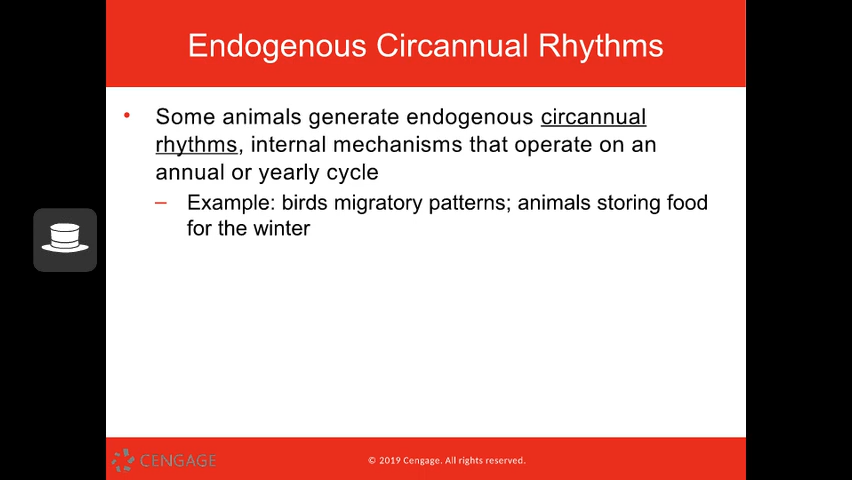 Endogenous Circannual Rhythms
• Some animals generate endogenous circannual
rhythms, internal mechanisms that operate on an
annual or yearly cycle
– Example: birds migratory patterns; animals storing food
for the winter
CENGAGE
© 2019 Cengage. All rights reserved.